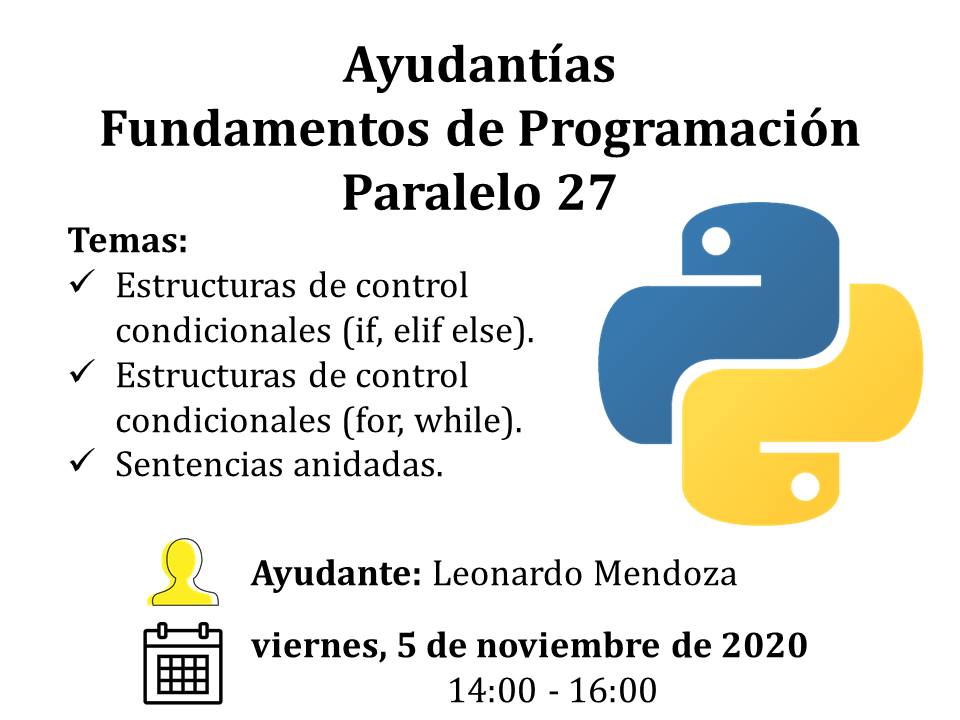 Ayudantías
Fundamentos de Programación
Paralelo 27
Temas:
✓ Estructuras de control
condicionales (if, elif else).
✓ Estructuras de control
condicionales (for, while).
✓ Sentencias anidadas.
Ayudante: Leonardo Mendoza
viernes, 5 de noviembre de 2020
14:00 - 16:00